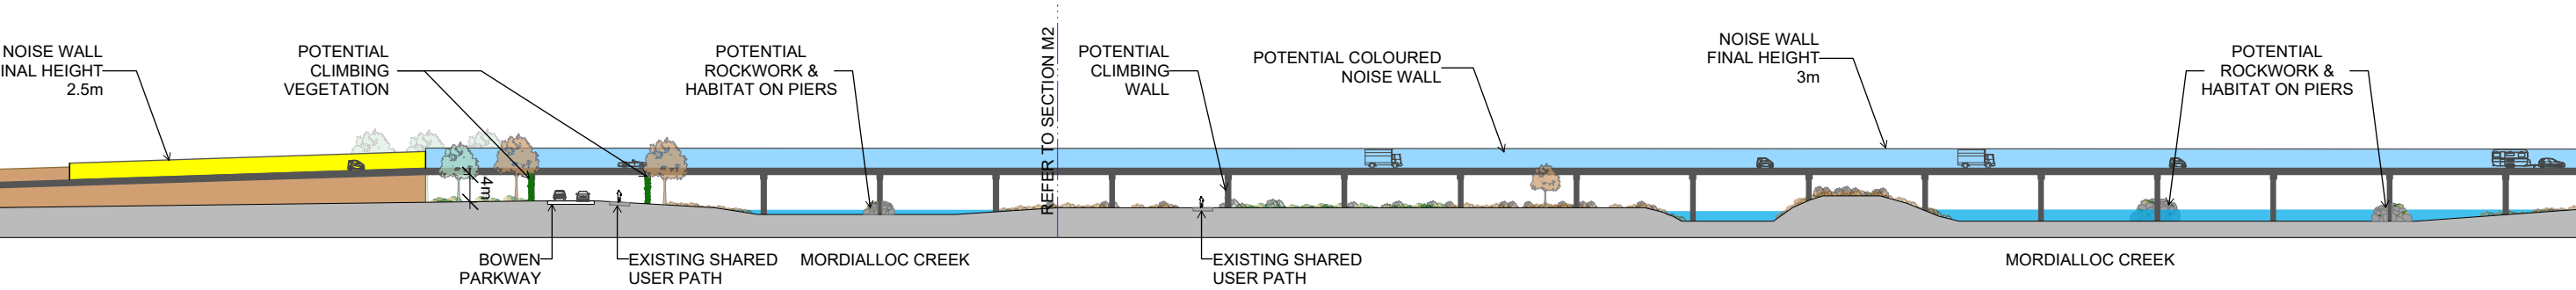 NOISE WALL
INAL HEIGHT
2.5m
POTENTIAL
CLIMBING
VEGETATION
POTENTIAL
ROCKWORK &
HABITAT ON PIERS
REFER TO SECTION M2
POTENTIAL
CLIMBING
WALL
POTENTIAL COLOURED
NOISE WALL
NOISE WALL
FINAL HEIGHT
3m
POTENTIAL
ROCKWORK &
HABITAT ON PIERS
4m
BOWEN
PARKWAY
EXISTING SHARED
USER PATH
MORDIALLOC CREEK
EXISTING SHARED
USER PATH
MORDIALLOC CREEK